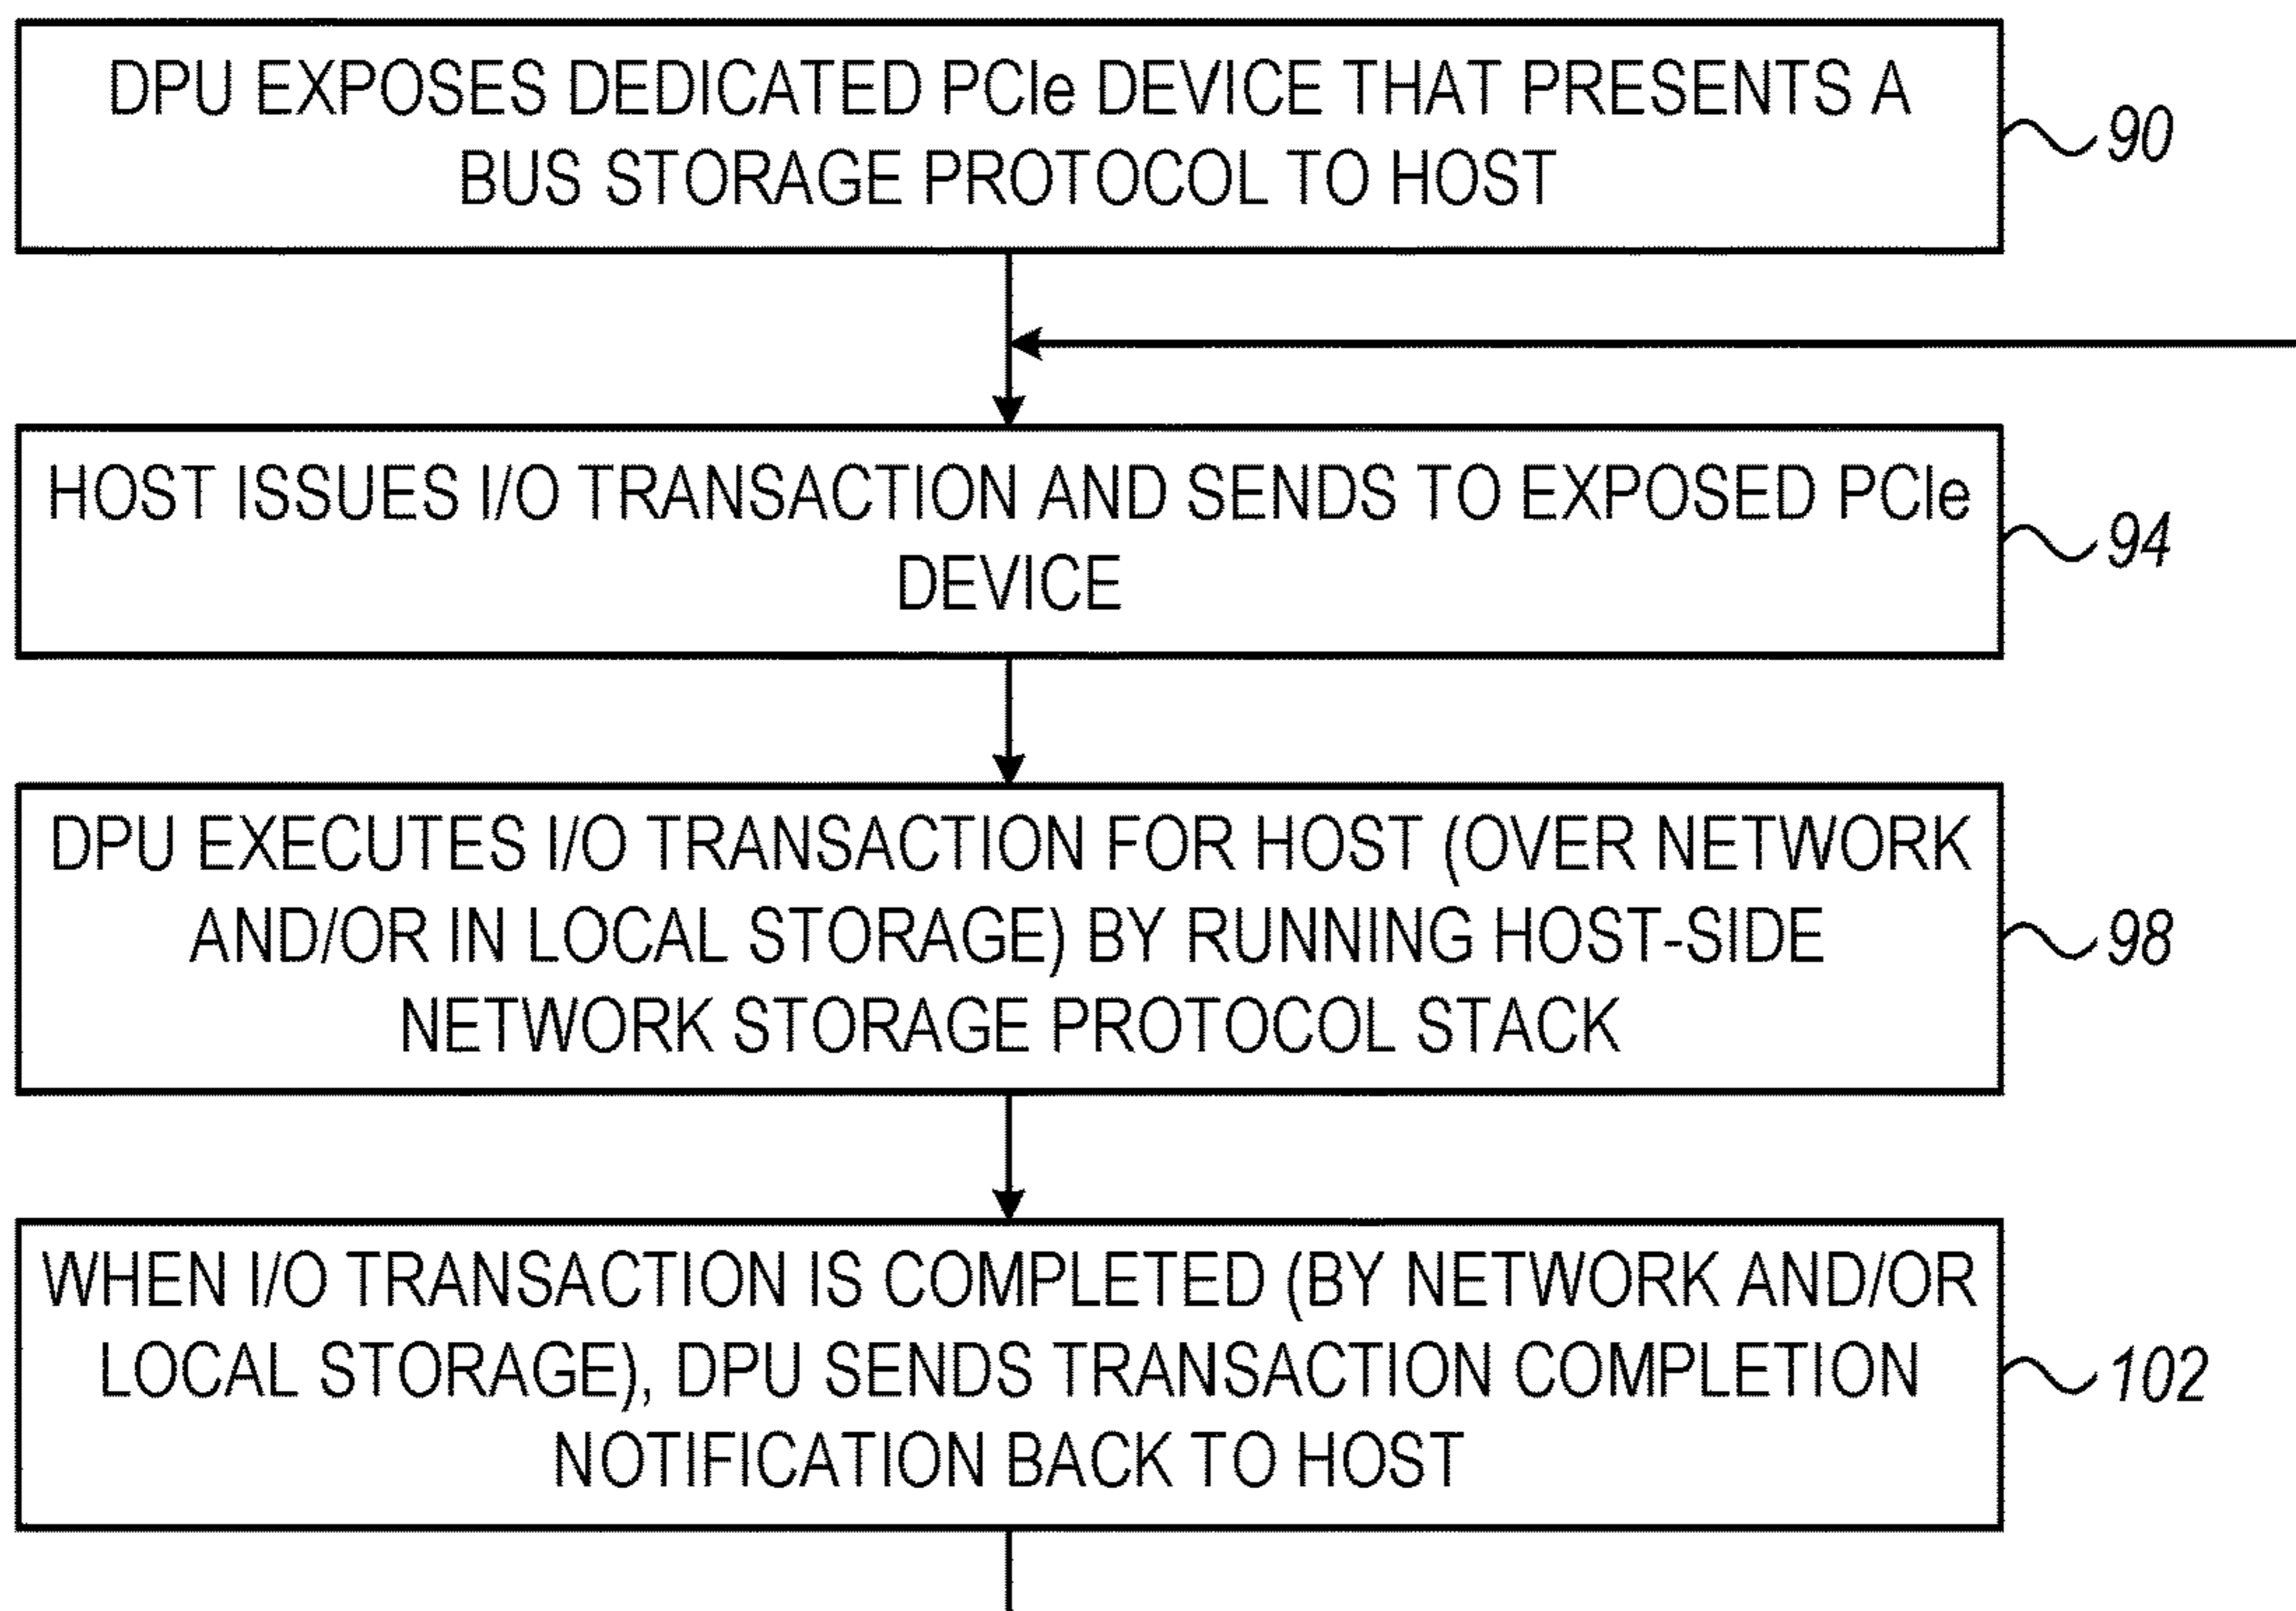 DPU EXPOSES DEDICATED PCIe DEVICE THAT PRESENTS A
BUS STORAGE PROTOCOL TO HOST
90
HOST ISSUES I/O TRANSACTION AND SENDS TO EXPOSED PCIe
DEVICE
94
DPU EXECUTES I/O TRANSACTION FOR HOST (OVER NETWORK
AND/OR IN LOCAL STORAGE) BY RUNNING HOST-SIDE
NETWORK STORAGE PROTOCOL STACK
98
WHEN I/O TRANSACTION IS COMPLETED (BY NETWORK AND/OR
LOCAL STORAGE), DPU SENDS TRANSACTION COMPLETION
NOTIFICATION BACK TO HOST
102